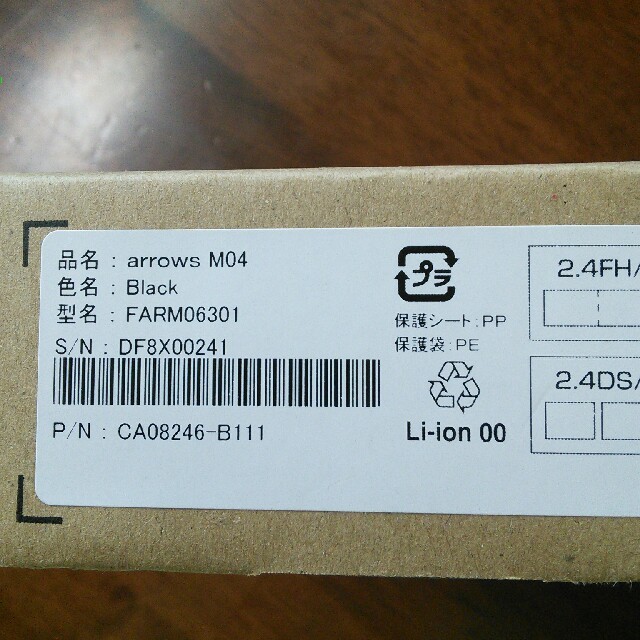 品名 : arrows M04
色名 : Black
型名 : FARM06301
S/N : DF8X00241
P/N : CA08246-B111
プラ
保護シート:PP
保護袋:PE
Li-ion 00
2.4FH/
2.4DS/